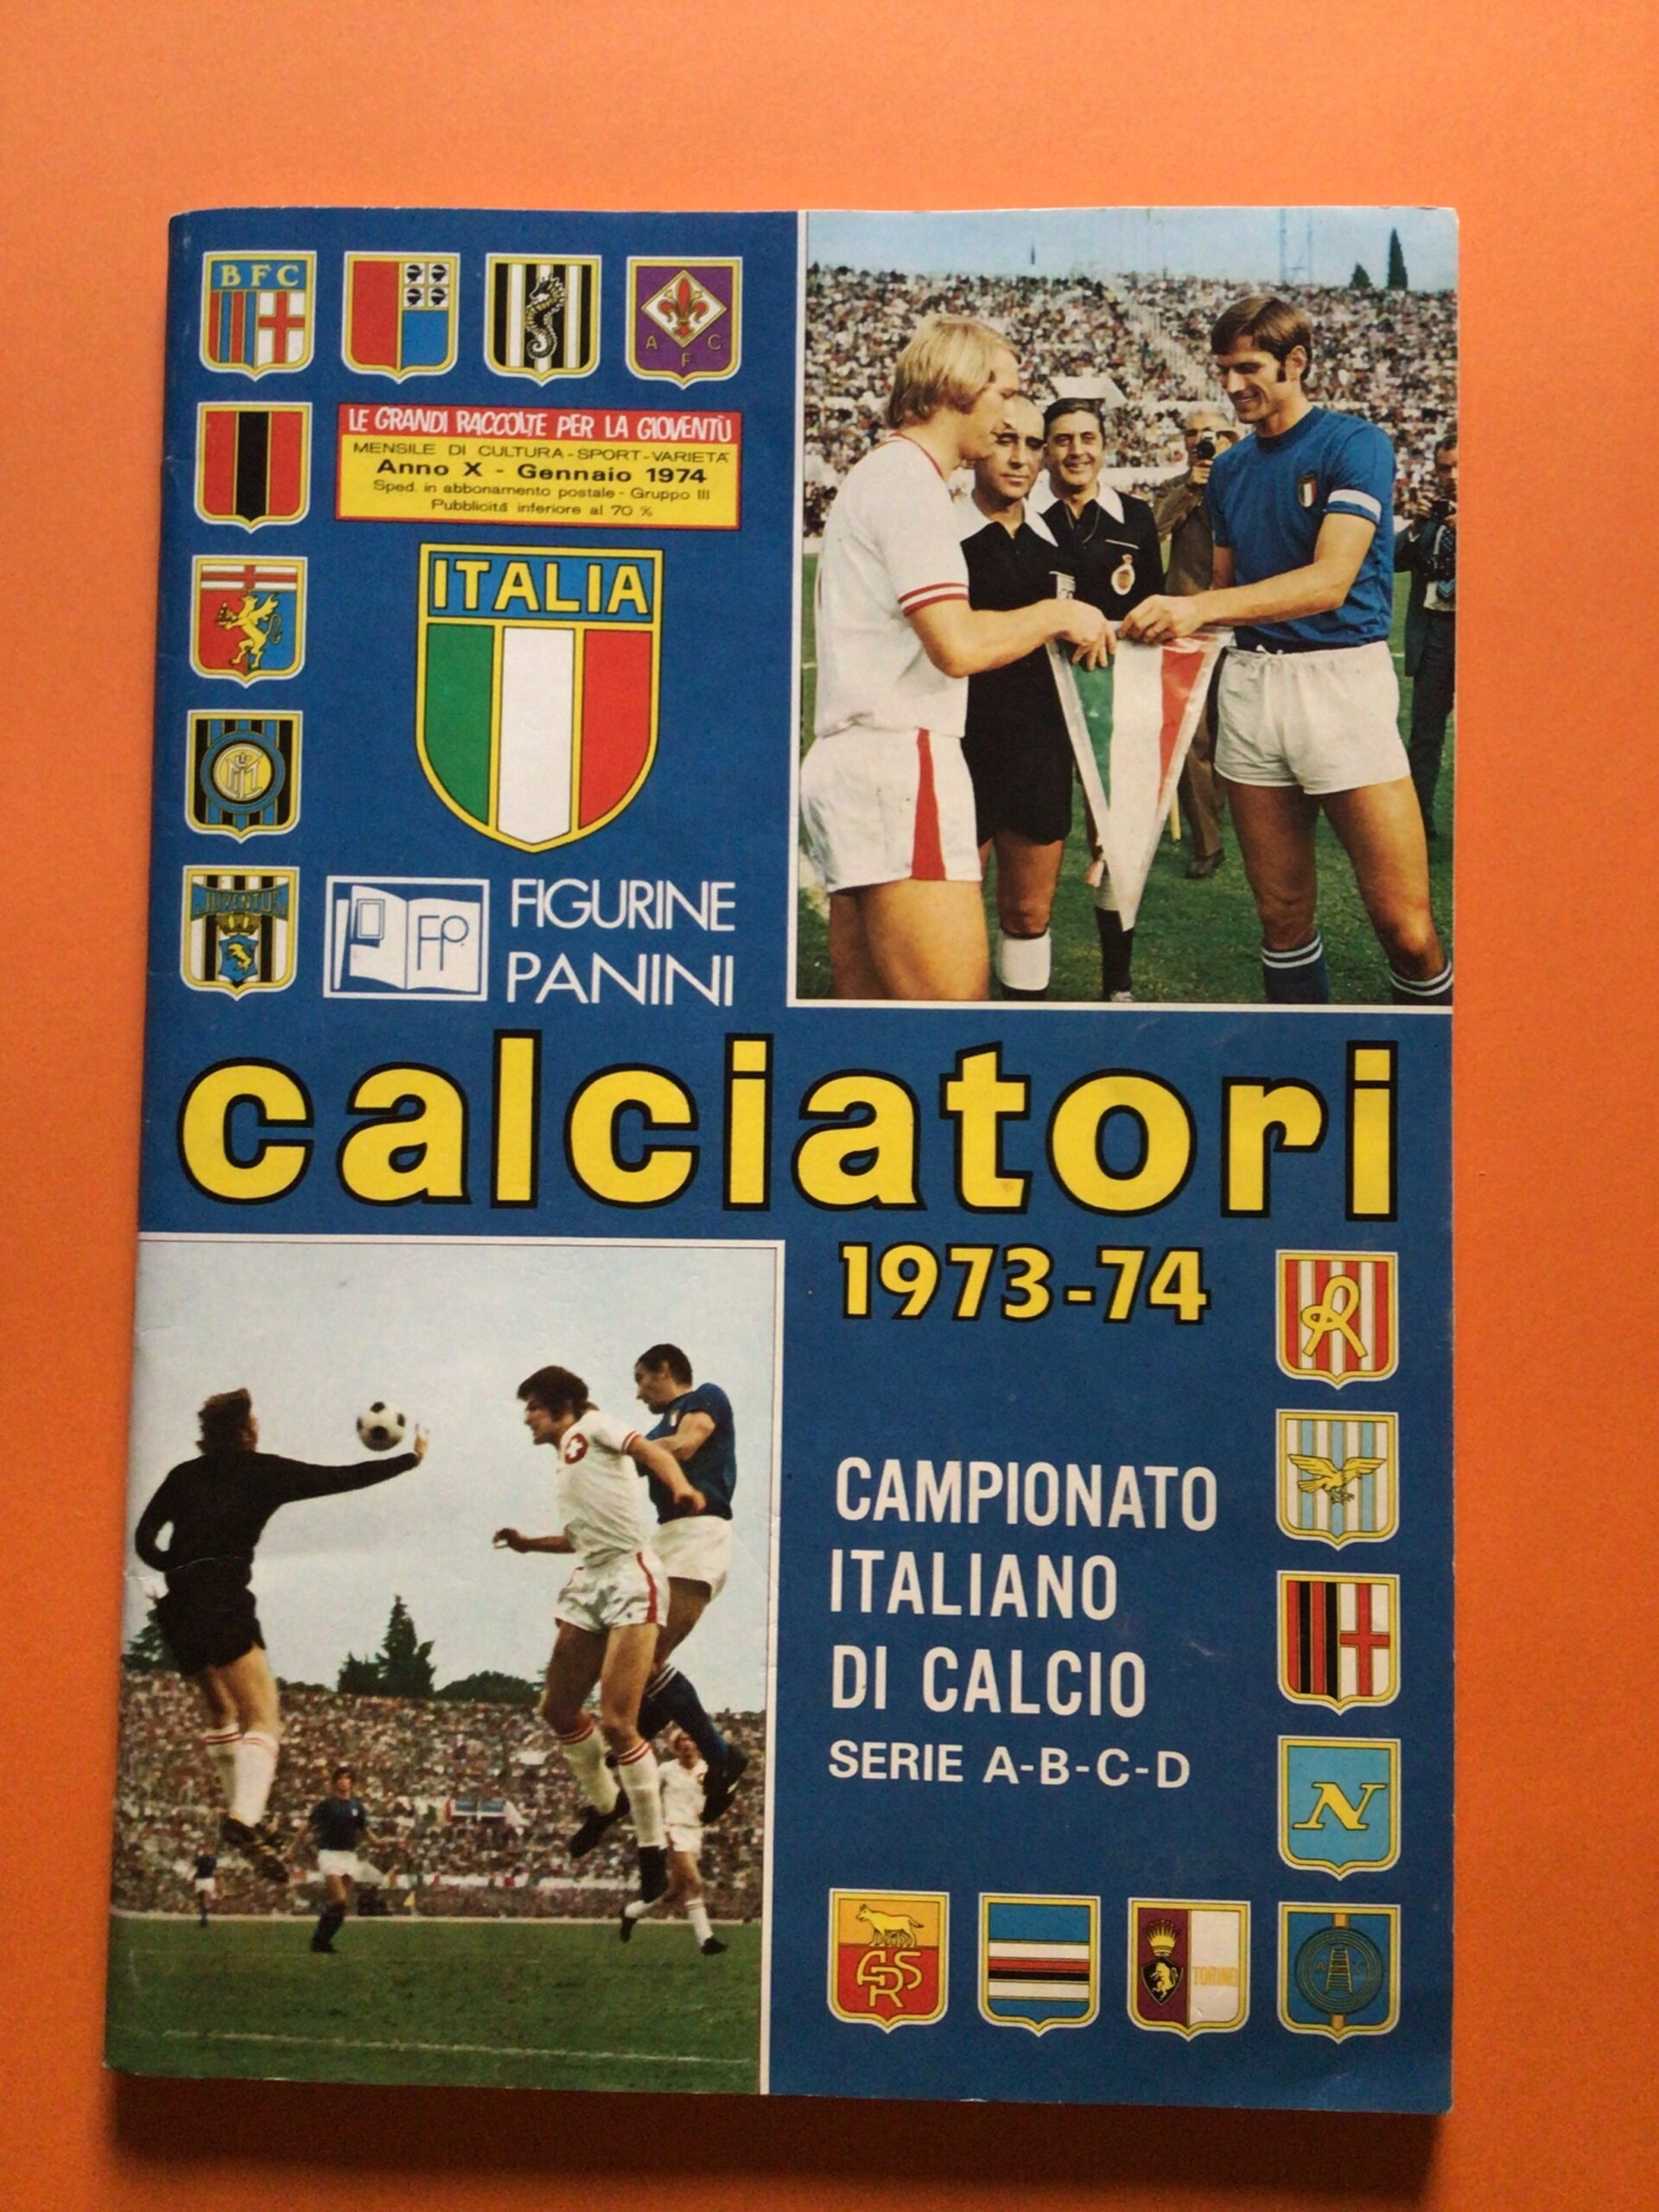 BFC
A F C
LE GRANDI RACCOLTE PER LA GIOVENTÙ
MENSILE DI CULTURA-SPORT-VARIETÀ
Anno X - Gennaio 1974
Sped. in abbonamento postale - Gruppo III
Pubblicità inferiore al 70 %
ITALIA
JUVENTUS
FP
FIGURINE
PANINI
calciatori
1973-74
R
CAMPIONATO
ITALIANO
DI CALCIO
SERIE A-B-C-D
N
ASR
TORINO